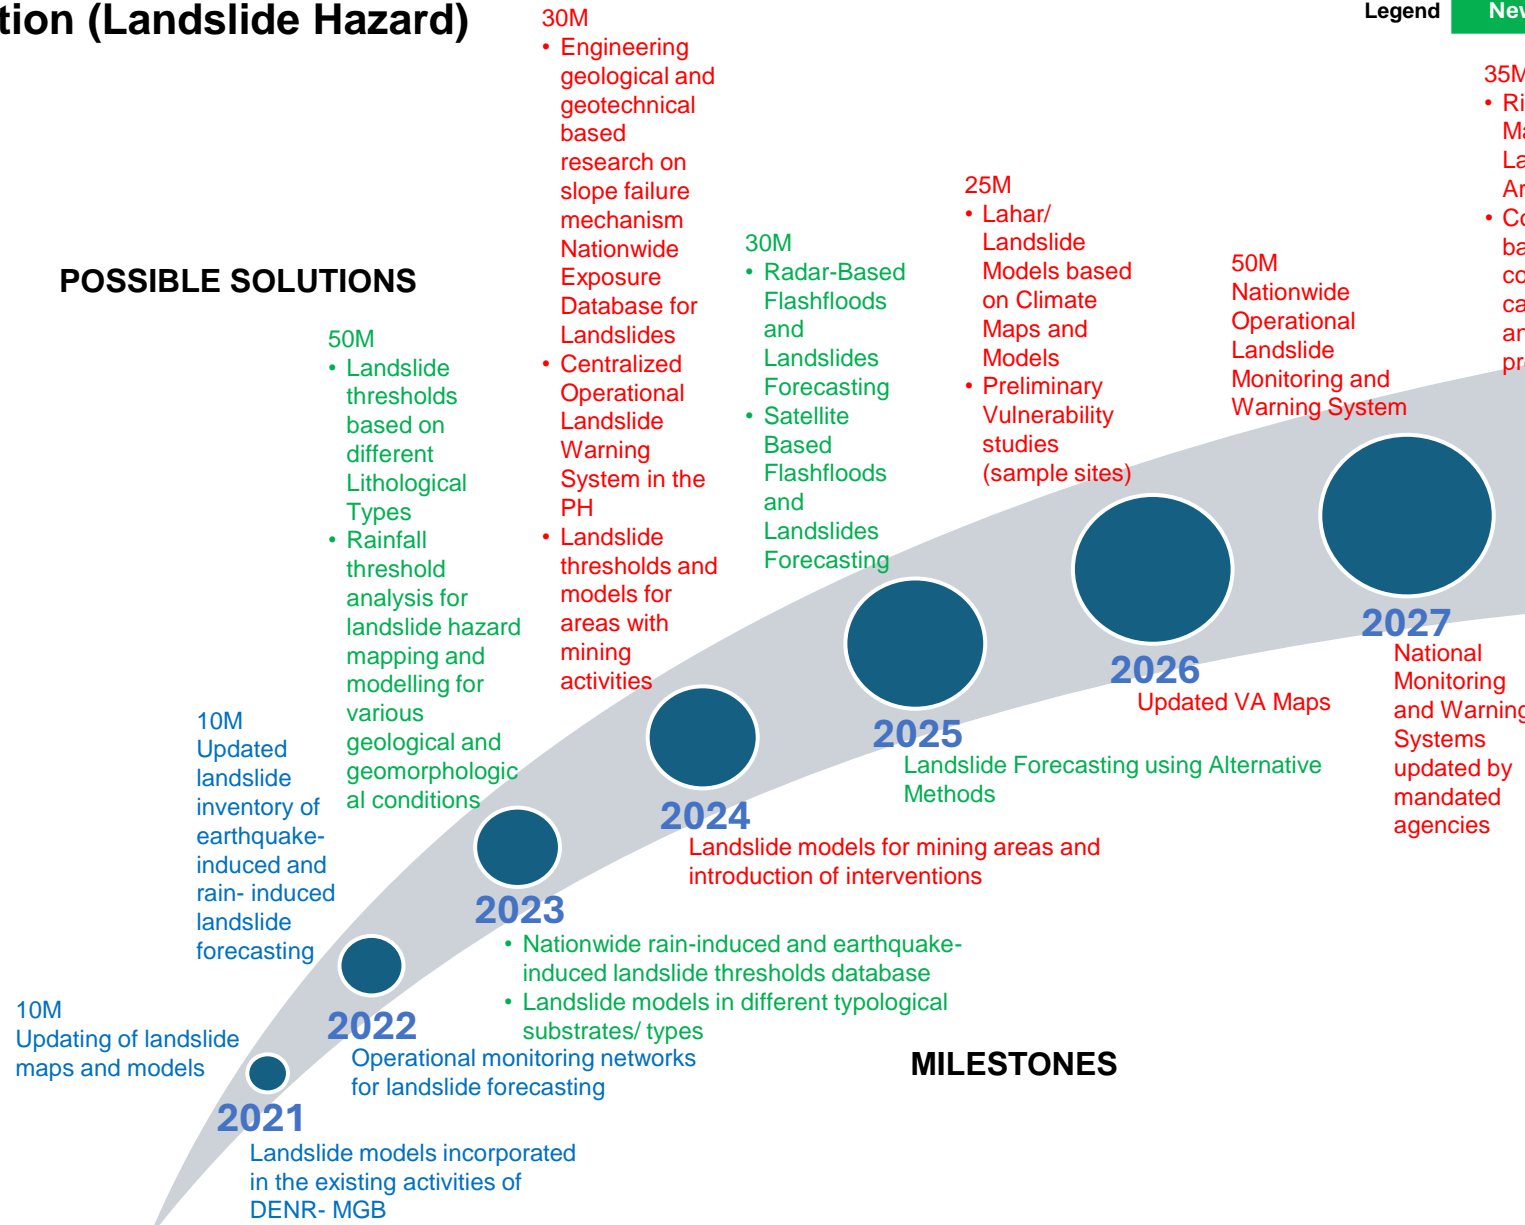 tion (Landslide Hazard)
Legend
POSSIBLE SOLUTIONS
10M
Updating of landslide
maps and models
10M
Updated
landslide
inventory of
earthquake-
induced and
rain- induced
landslide
forecasting
50M
• Landslide
thresholds
based on
different
Lithological
Types
• Rainfall
threshold
analysis for
landslide hazard
mapping and
modelling for
various
geological and
geomorphologic
al conditions
30M
• Engineering
geological and
geotechnical
based
research on
slope failure
mechanism
Nationwide
Exposure
Database for
Landslides
• Centralized
Operational
Landslide
Warning
System in the
PH
• Landslide
thresholds and
models for
areas with
mining
activities
30M
• Radar-Based
Flashfloods
and
Landslides
Forecasting
• Satellite
Based
Flashfloods
and
Landslides
Forecasting
25M
• Lahar/
Landslide
Models based
on Climate
Maps and
Models
• Preliminary
Vulnerability
studies
(sample sites)
50M
Nationwide
Operational
Landslide
Monitoring and
Warning System
35M
2021
Landslide models incorporated
in the existing activities of
DENR- MGB
2022
Operational monitoring networks
for landslide forecasting
2023
• Nationwide rain-induced and earthquake-
induced landslide thresholds database
• Landslide models in different typological
substrates/ types
2024
Landslide models for mining areas and
introduction of interventions
2025
Landslide Forecasting using Alternative
Methods
2026
Updated VA Maps
2027
National
Monitoring
and Warning
Systems
updated by
mandated
agencies
MILESTONES